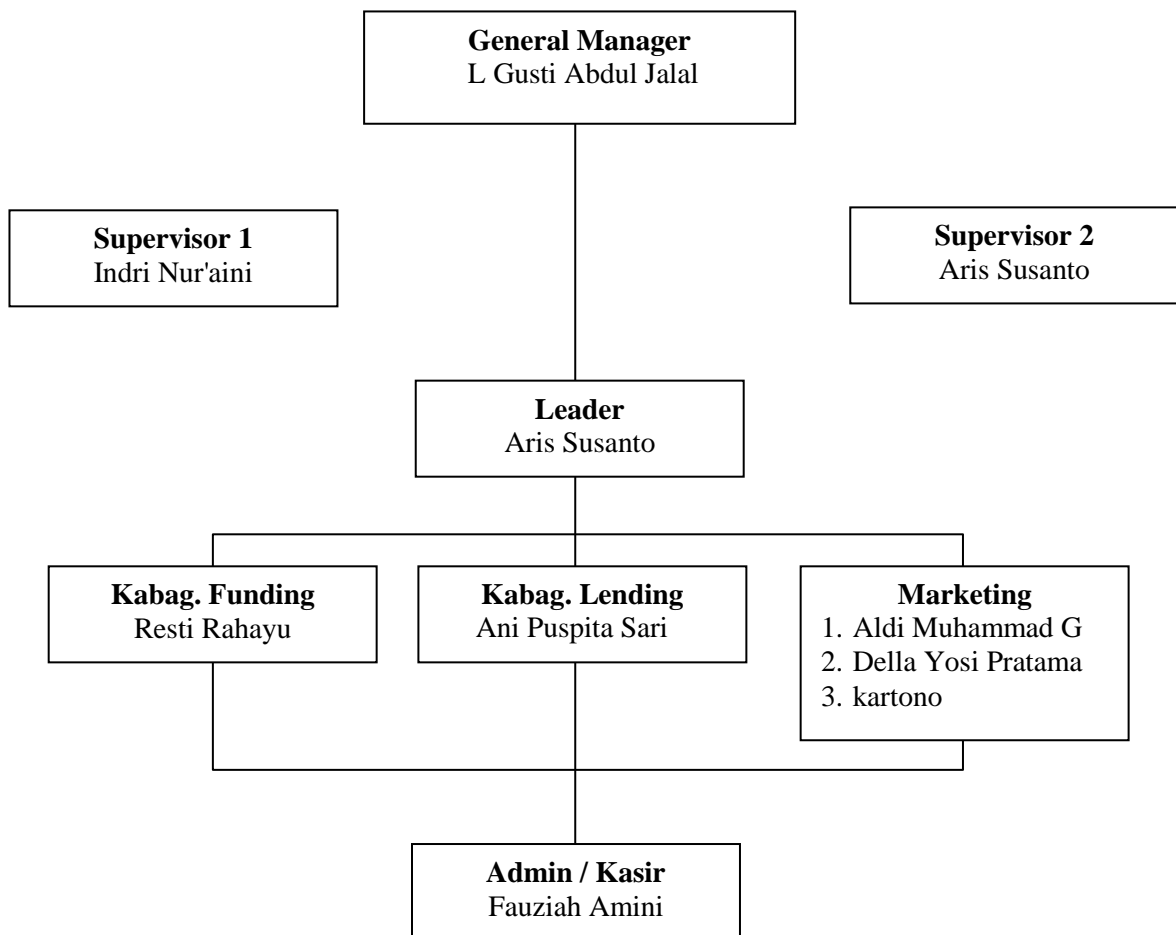 General Manager
L Gusti Abdul Jalal
Supervisor 1
Indri Nur'aini
Supervisor 2
Aris Susanto
Leader
Aris Susanto
Kabag. Funding
Resti Rahayu
Kabag. Lending
Ani Puspita Sari
Marketing
1. Aldi Muhammad G
2. Della Yosi Pratama
3. kartono
Admin / Kasir
Fauziah Amini